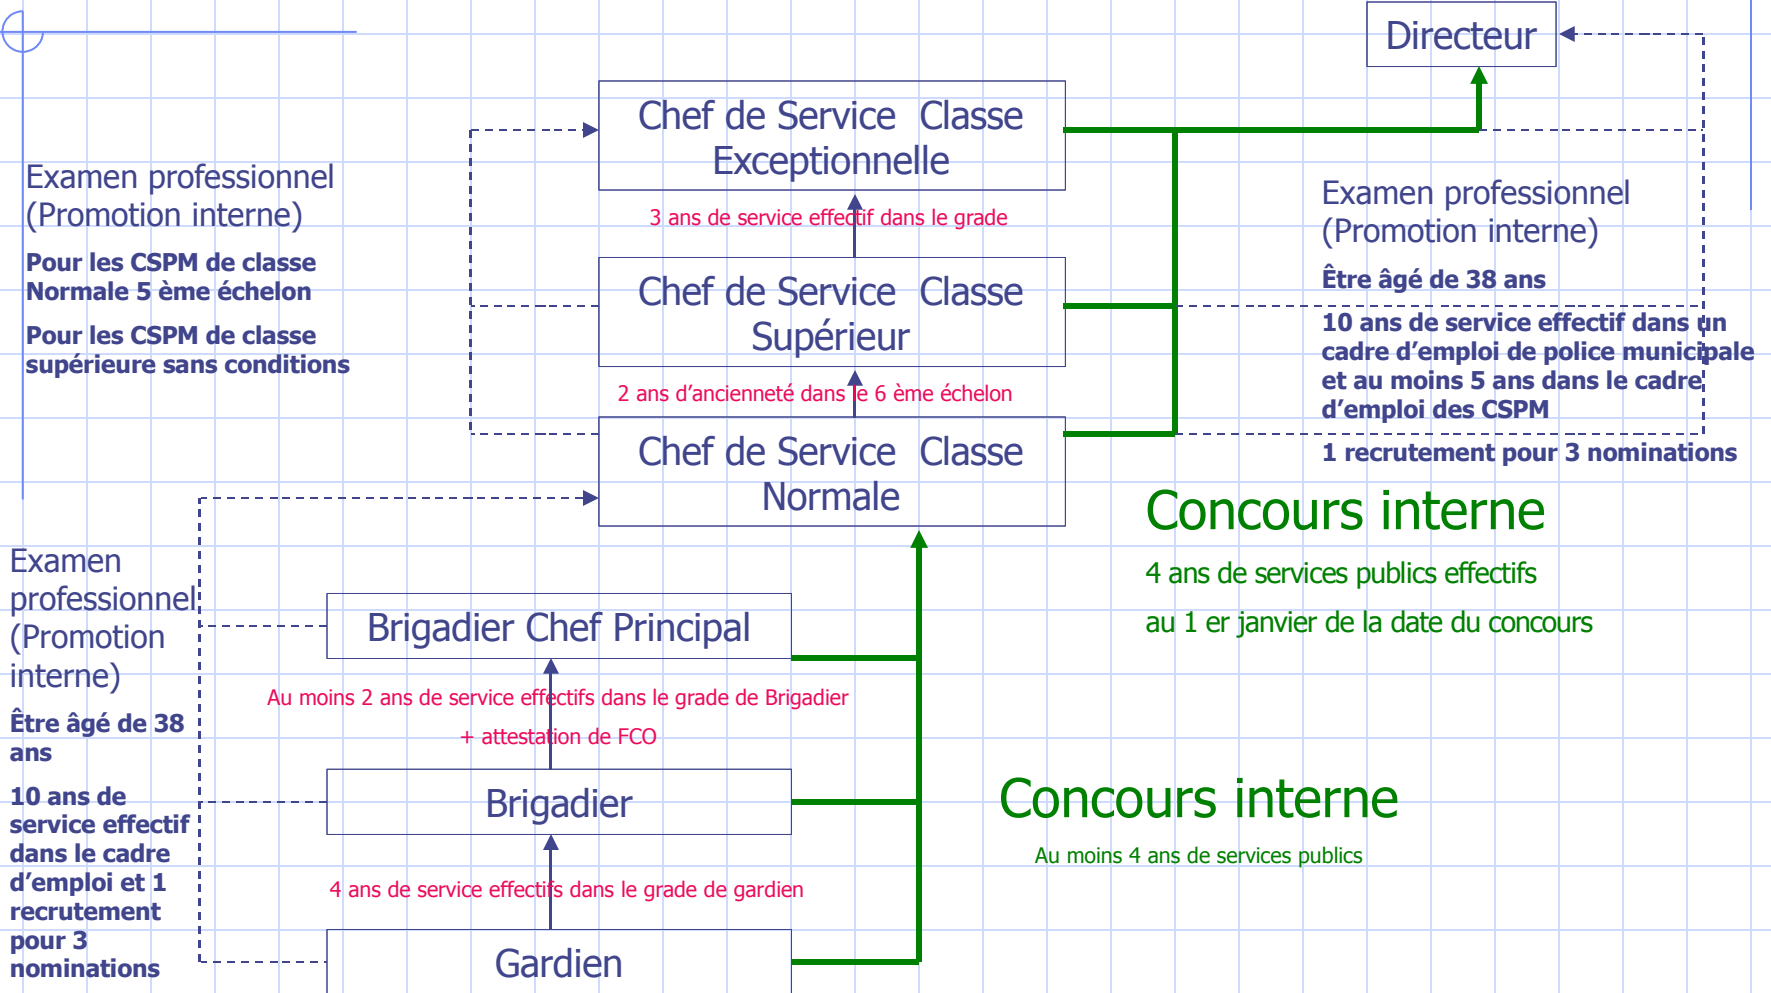 Directeur
Chef de Service  Classe
Exceptionnelle
Examen professionnel
(Promotion interne)
Pour les CSPM de classe
Normale 5 ème échelon
Pour les CSPM de classe
supérieure sans conditions
3 ans de service effectif dans le grade
Examen professionnel
(Promotion interne)
Être âgé de 38 ans
10 ans de service effectif dans un
cadre d’emploi de police municipale
et au moins 5 ans dans le cadre
d’emploi des CSPM
1 recrutement pour 3 nominations
Chef de Service  Classe
Supérieur
2 ans d’ancienneté dans le 6 ème échelon
Chef de Service  Classe
Normale
Concours interne
4 ans de services publics effectifs
au 1 er janvier de la date du concours
Examen
professionnel
(Promotion
interne)
Être âgé de 38
ans
10 ans de
service effectif
dans le cadre
d’emploi et 1
recrutement
pour 3
nominations
Brigadier Chef Principal
Au moins 2 ans de service effectifs dans le grade de Brigadier
+ attestation de FCO
Brigadier
Concours interne
Au moins 4 ans de services publics
4 ans de service effectifs dans le grade de gardien
Gardien